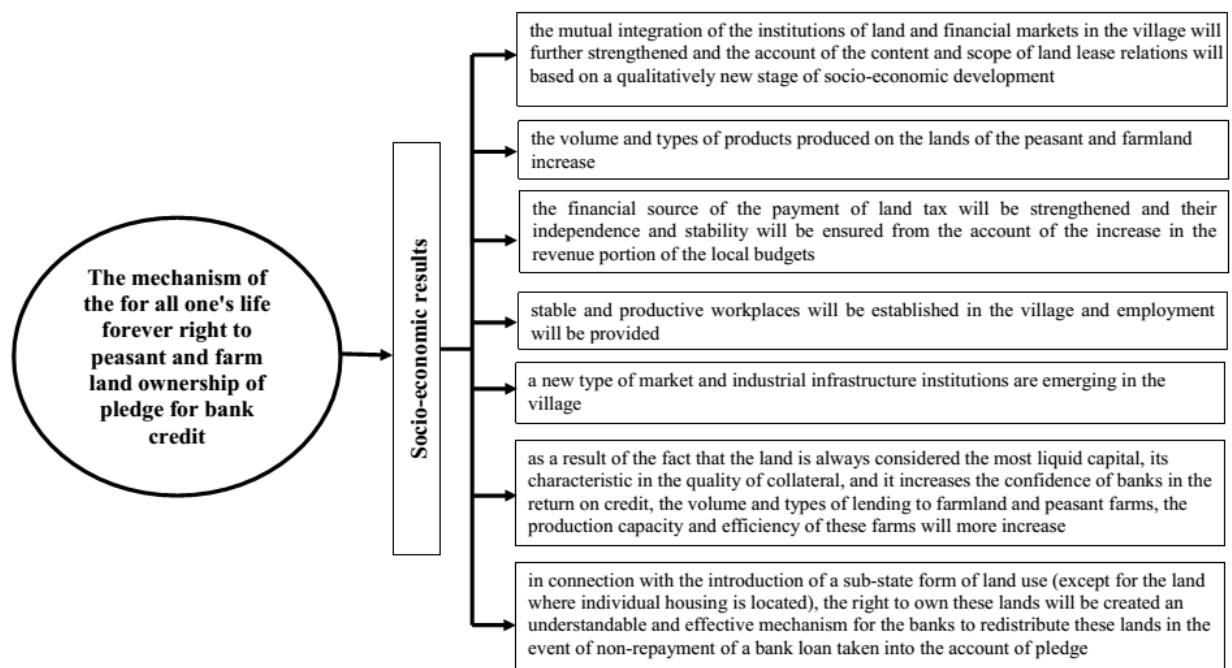 The mechanism of
the for all one's life
forever right to
peasant and farm
land ownership of
pledge for bank
credit
Socio-economic results
the mutual integration of the institutions of land and financial markets in the village will
further strengthened and the account of the content and scope of land lease relations will
based on a qualitatively new stage of socio-economic development
the volume and types of products produced on the lands of the peasant and farmland
increase
the financial source of the payment of land tax will be strengthened and their
independence and stability will be ensured from the account of the increase in the
revenue portion of the local budgets
stable and productive workplaces will be established in the village and employment
will be provided
a new type of market and industrial infrastructure institutions are emerging in the
village
as a result of the fact that the land is always considered the most liquid capital, its
characteristic in the quality of collateral, and it increases the confidence of banks in the
return on credit, the volume and types of lending to farmland and peasant farms, the
production capacity and efficiency of these farms will more increase
in connection with the introduction of a sub-state form of land use (except for the land
where individual housing is located), the right to own these lands will be created an
understandable and effective mechanism for the banks to redistribute these lands in the
event of non-repayment of a bank loan taken into the account of pledge